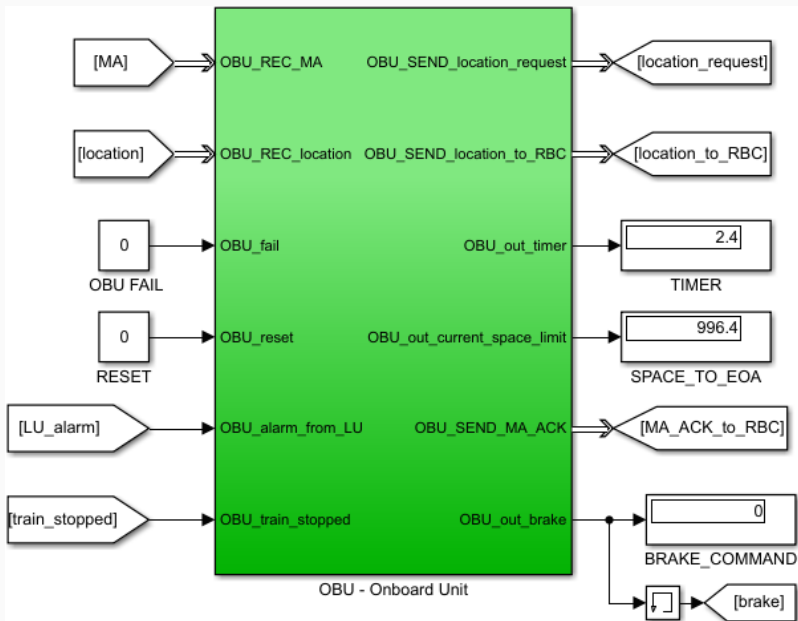 [MA]
OBU_REC_MA
OBU_SEND_location_request
[location_request]
[location]
OBU_REC_location
OBU_SEND_location_to_RBC
[location_to_RBC]
0
OBU_fail
OBU_out_timer
2.4
OBU FAIL
TIMER
0
OBU_reset
OBU_out_current_space_limit
996.4
RESET
SPACE_TO_EOA
[LU_alarm]
OBU_alarm_from_LU
OBU_SEND_MA_ACK
[MA_ACK_to_RBC]
[train_stopped]
OBU_train_stopped
OBU_out_brake
0
BRAKE_COMMAND
OBU - Onboard Unit
[brake]